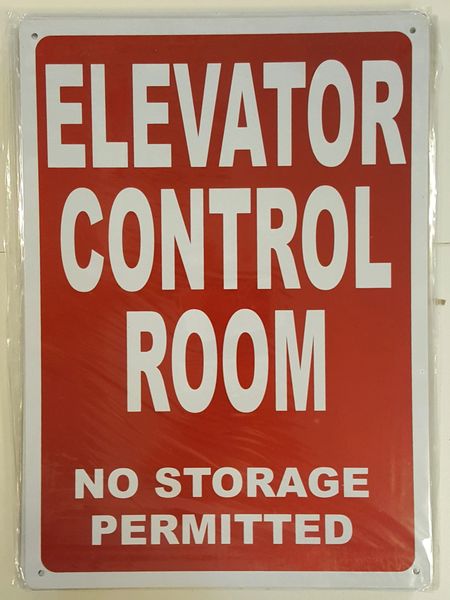 ELEVATOR
CONTROL
ROOM
NO STORAGE
PERMITTED